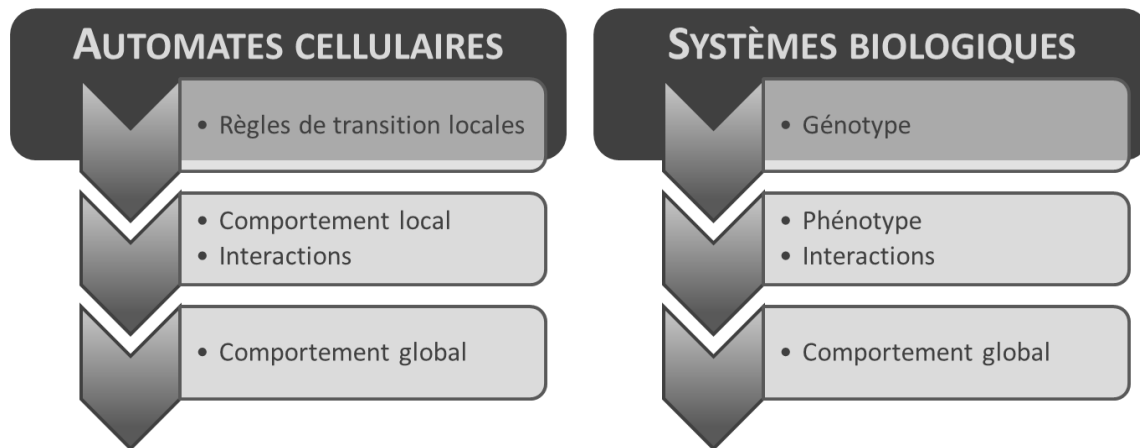 AUTOMATES CELLULAIRES
• Règles de transition locales
• Comportement local
• Interactions
• Comportement global
SYSTÈMES BIOLOGIQUES
• Génotype
• Phénotype
• Interactions
• Comportement global